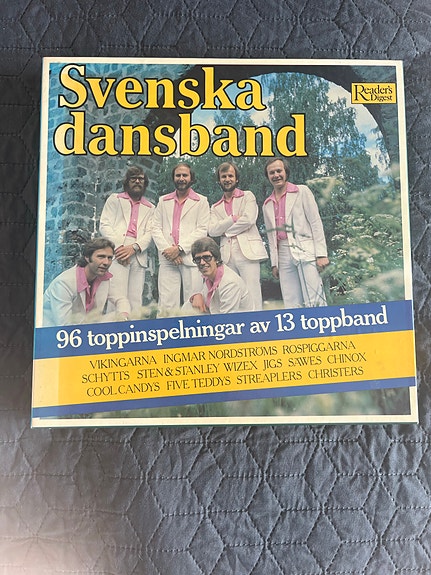 Svenska
dansband
Reader's
Digest
96 toppinspelningar av 13 toppband
VIKINGARNA INGMAR NORDSTRÖMS ROSPIGGARNA
SCHYTTS STEN & STANLEY WIZEX JIGS SAWES CHINOX
COOL CANDYS FIVE TEDDYS STREAPLERS CHRISTERS